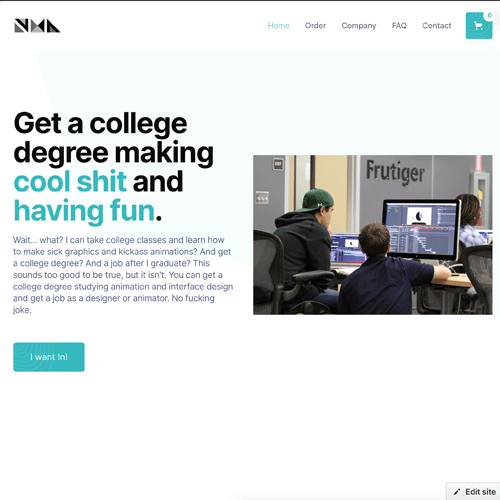 NMA
Home Order Company FAQ Contact 0
Get a college
degree making
cool shit and
having fun.
Frutiger
Wait... what? I can take college classes and learn how
to make sick graphics and kickass animations? And get
a college degree? And a job after I graduate? This
sounds too good to be true, but it isn't. You can get a
college degree studying animation and interface design
and get a job as a designer or animator. No fucking
joke.
I want in!
Edit site